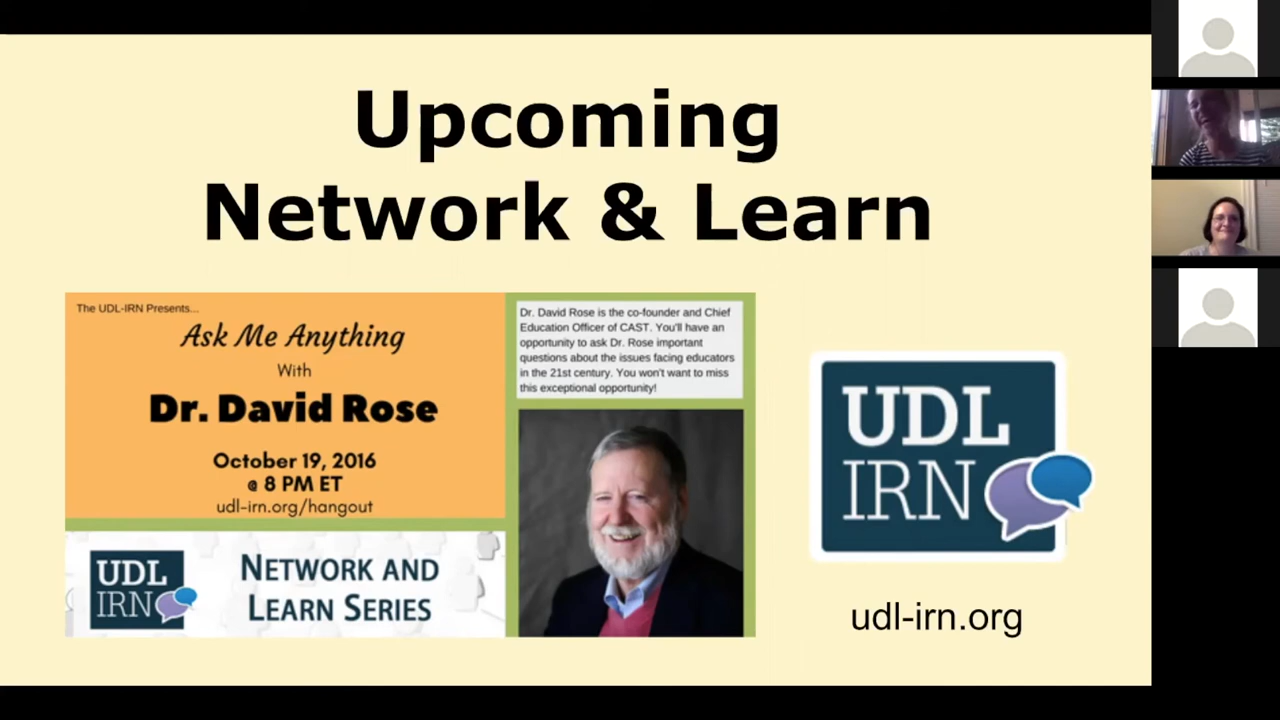 Upcoming
Network & Learn
The UDL-IRN Presents...
Ask Me Anything
With
Dr. David Rose
October 19, 2016
@ 8 PM ET
udl-irn.org/hangout
Dr. David Rose is the co-founder and Chief
Education Officer of CAST. You'll have an
opportunity to ask Dr. Rose important
questions about the issues facing educators
in the 21st century. You won't want to miss
this exceptional opportunity!
UDL
IRN
NETWORK AND
LEARN SERIES
UDL
IRN
udl-irn.org